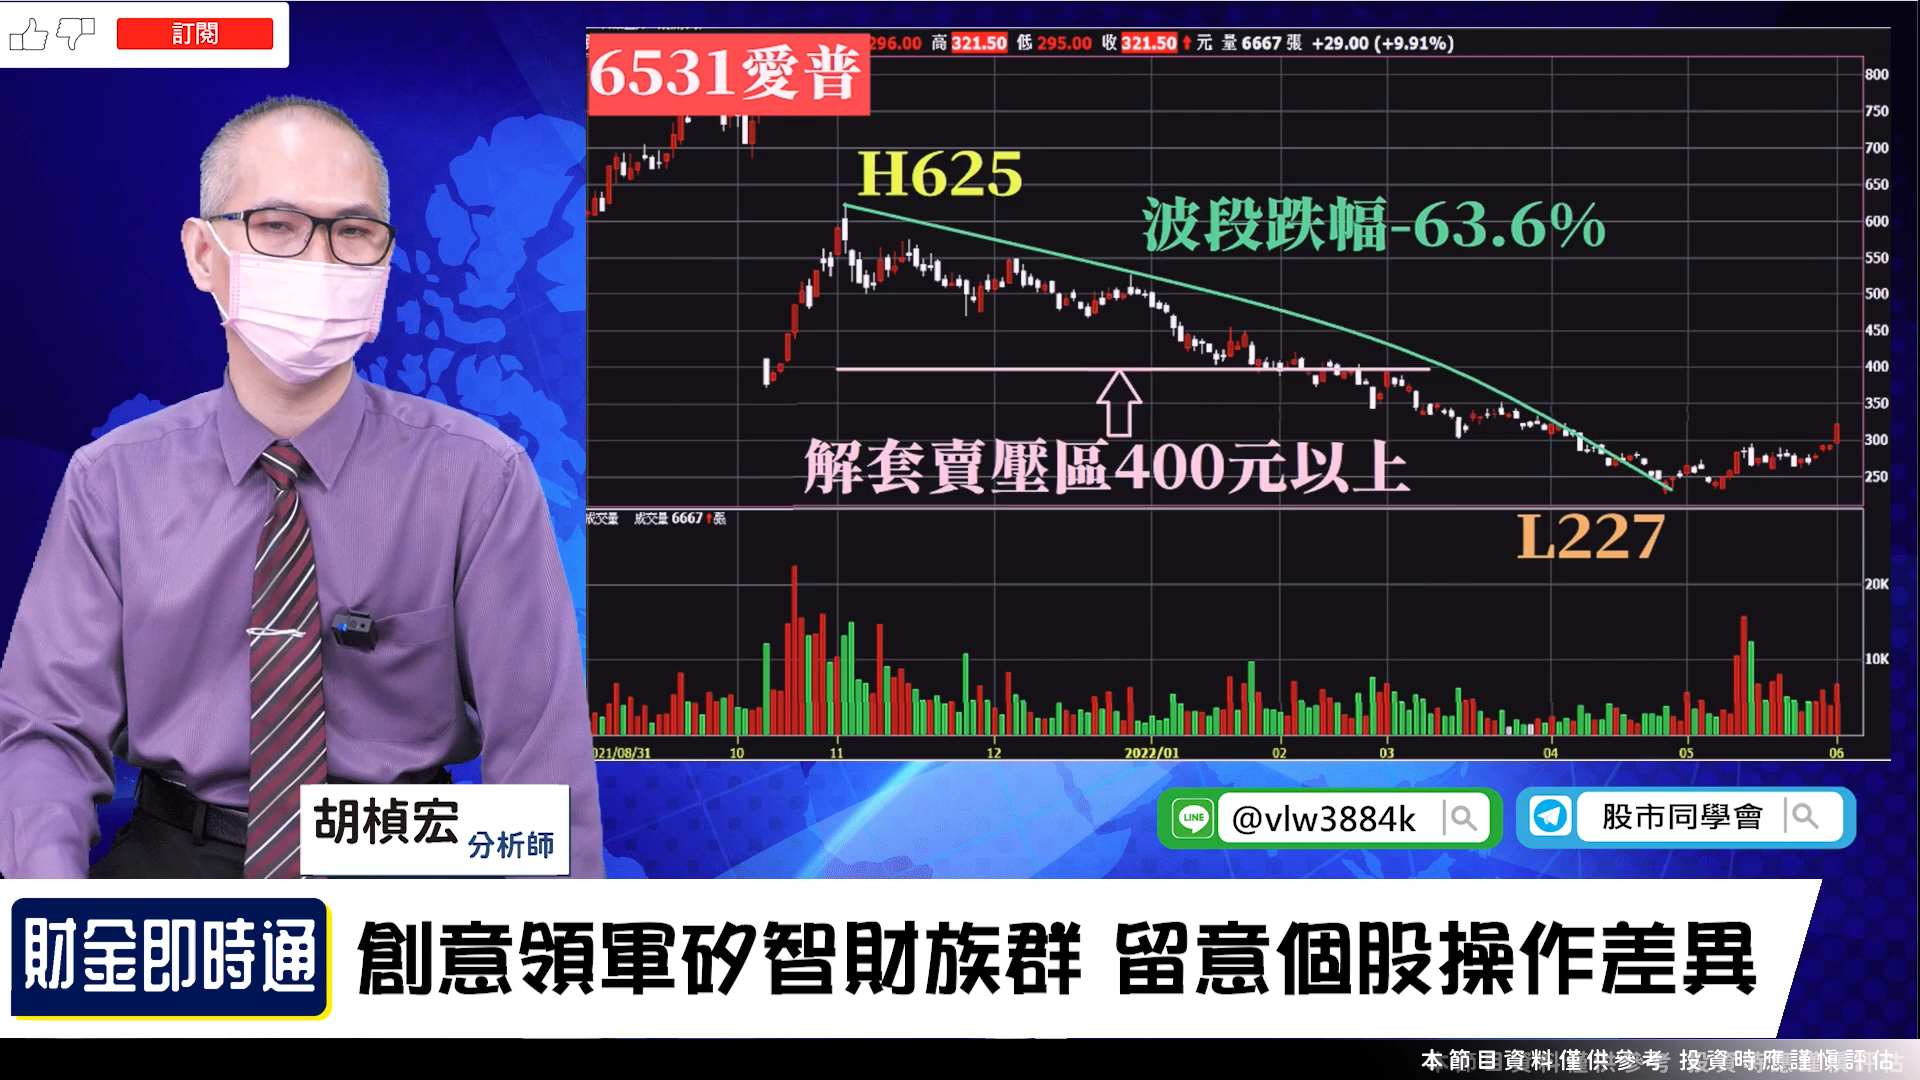 訂閱
296.00 高 321.50 低 295.00 收 321.50 ↑ 元 量 6667 張 +29.00 (+9.91%)
6531愛普
H625
波段跌幅-63.6%
解套賣壓區400元以上
L227
800
750
700
650
600
550
500
450
400
350
300
250
成交量 成交量 6667 ↑ 張
20K
10K
021/08/31 10 11 12 2022/01 02 03 04 05 06
胡楨宏 分析師
LINE @vlw3884k
股市同學會
財金即時通
創意領軍矽智財族群 留意個股操作差異
本節目資料僅供參考 投資時應謹慎評估